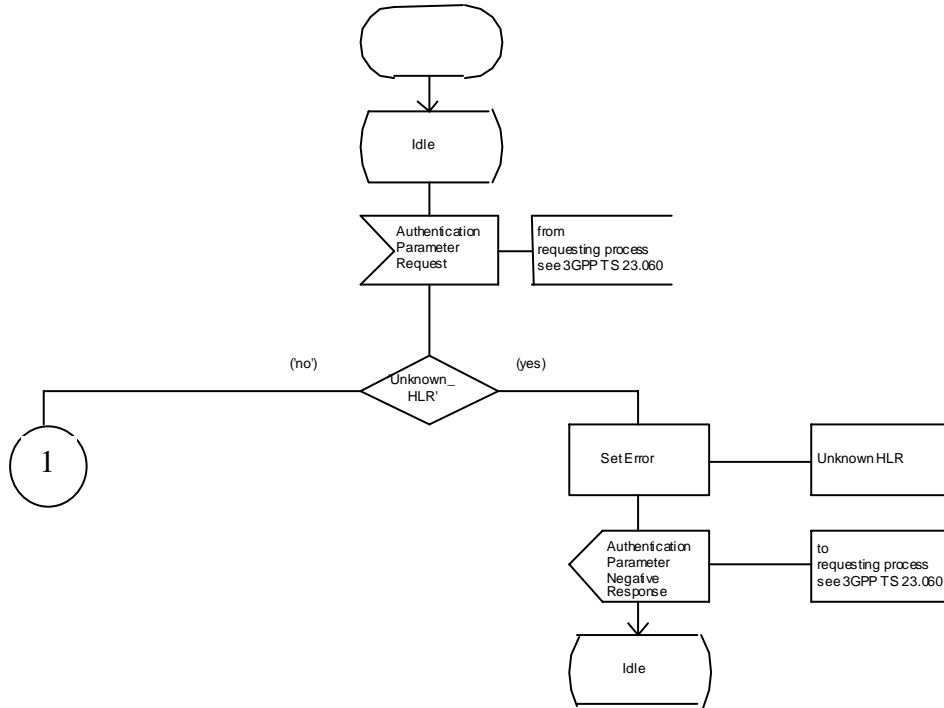 Idle
Authentication
Parameter
Request
from
requesting process
see 3GPP TS 23.060
('no')
'Unknown_
HLR'
(yes)
1
Set Error
Unknown HLR
Authentication
Parameter
Negative
Response
to
requesting process
see 3GPP TS 23.060
Idle